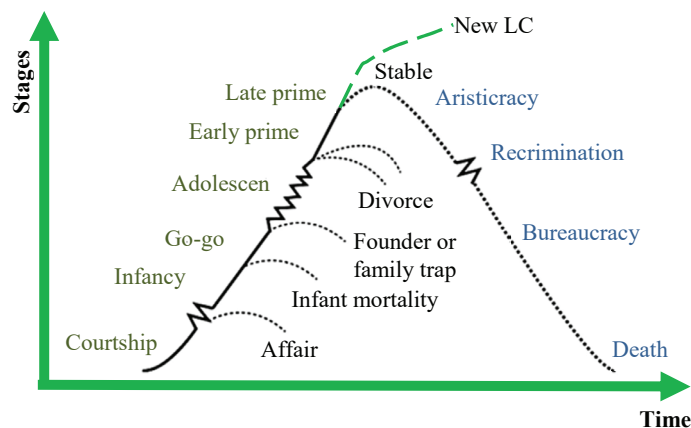 New LC
Stages
Stable
Late prime
Aristicracy
Early prime
Recrimination
Adolescen
Divorce
Go-go
Founder or
family trap
Bureaucracy
Infancy
Infant mortality
Courtship
Affair
Death
Time